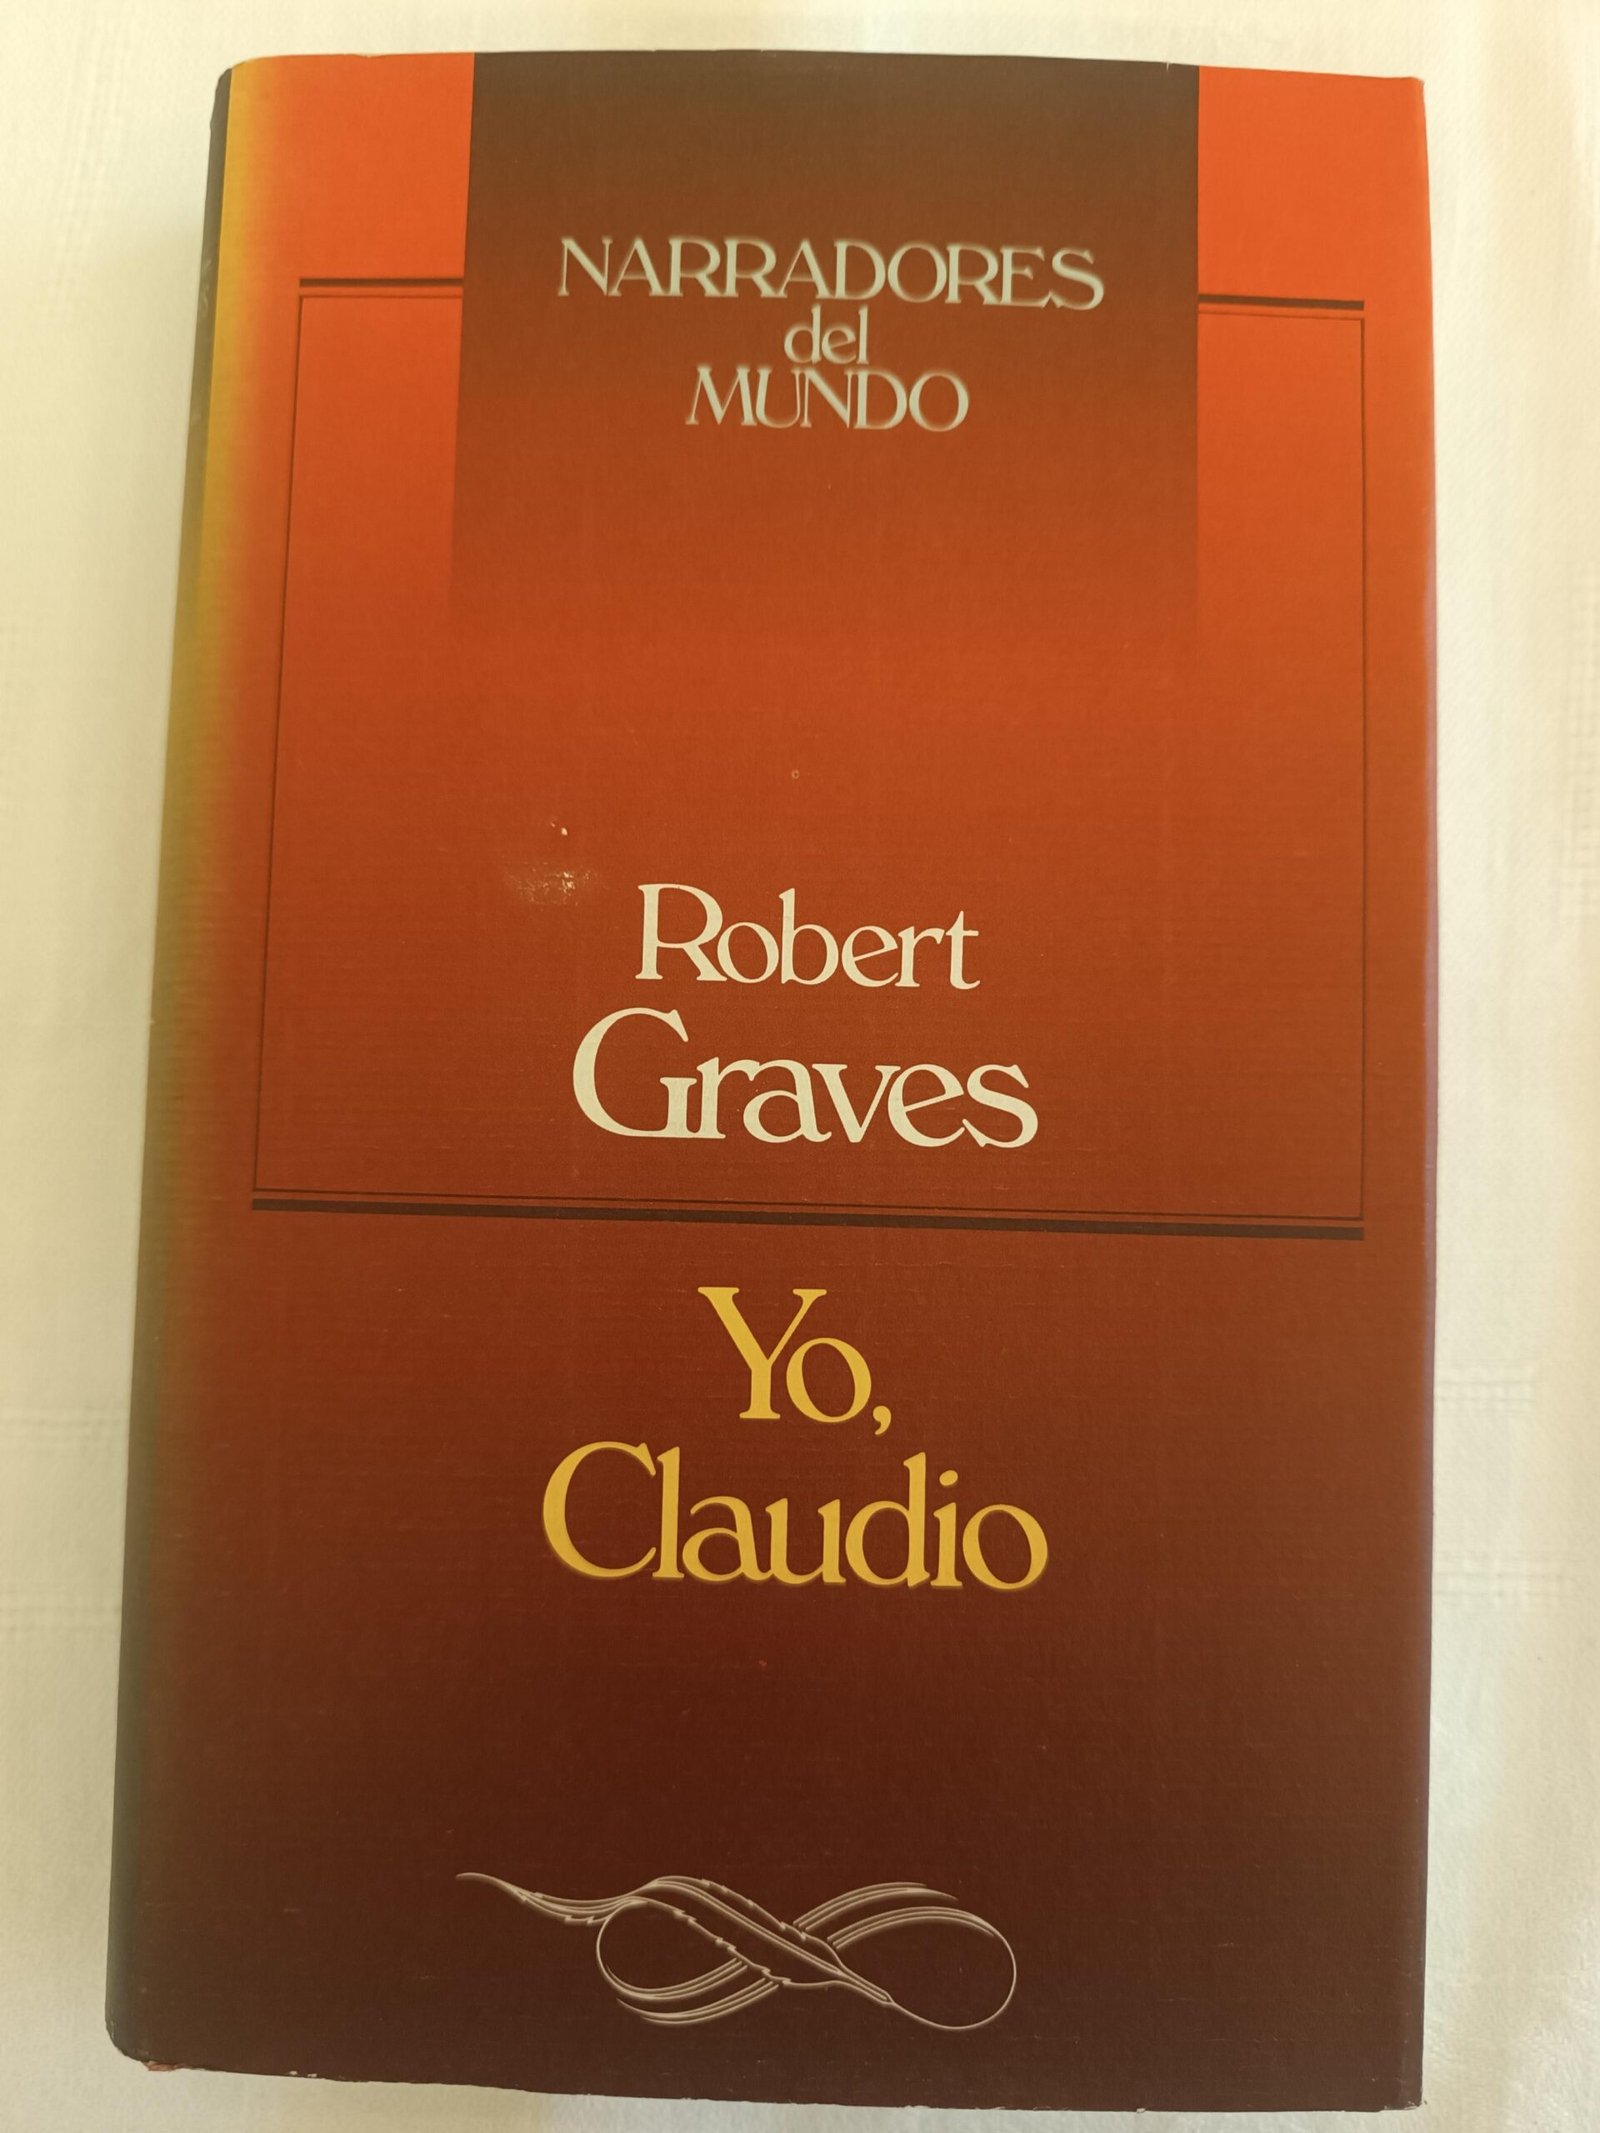 NARRADORES
del
MUNDO
Robert
Graves
Yo,
Claudio